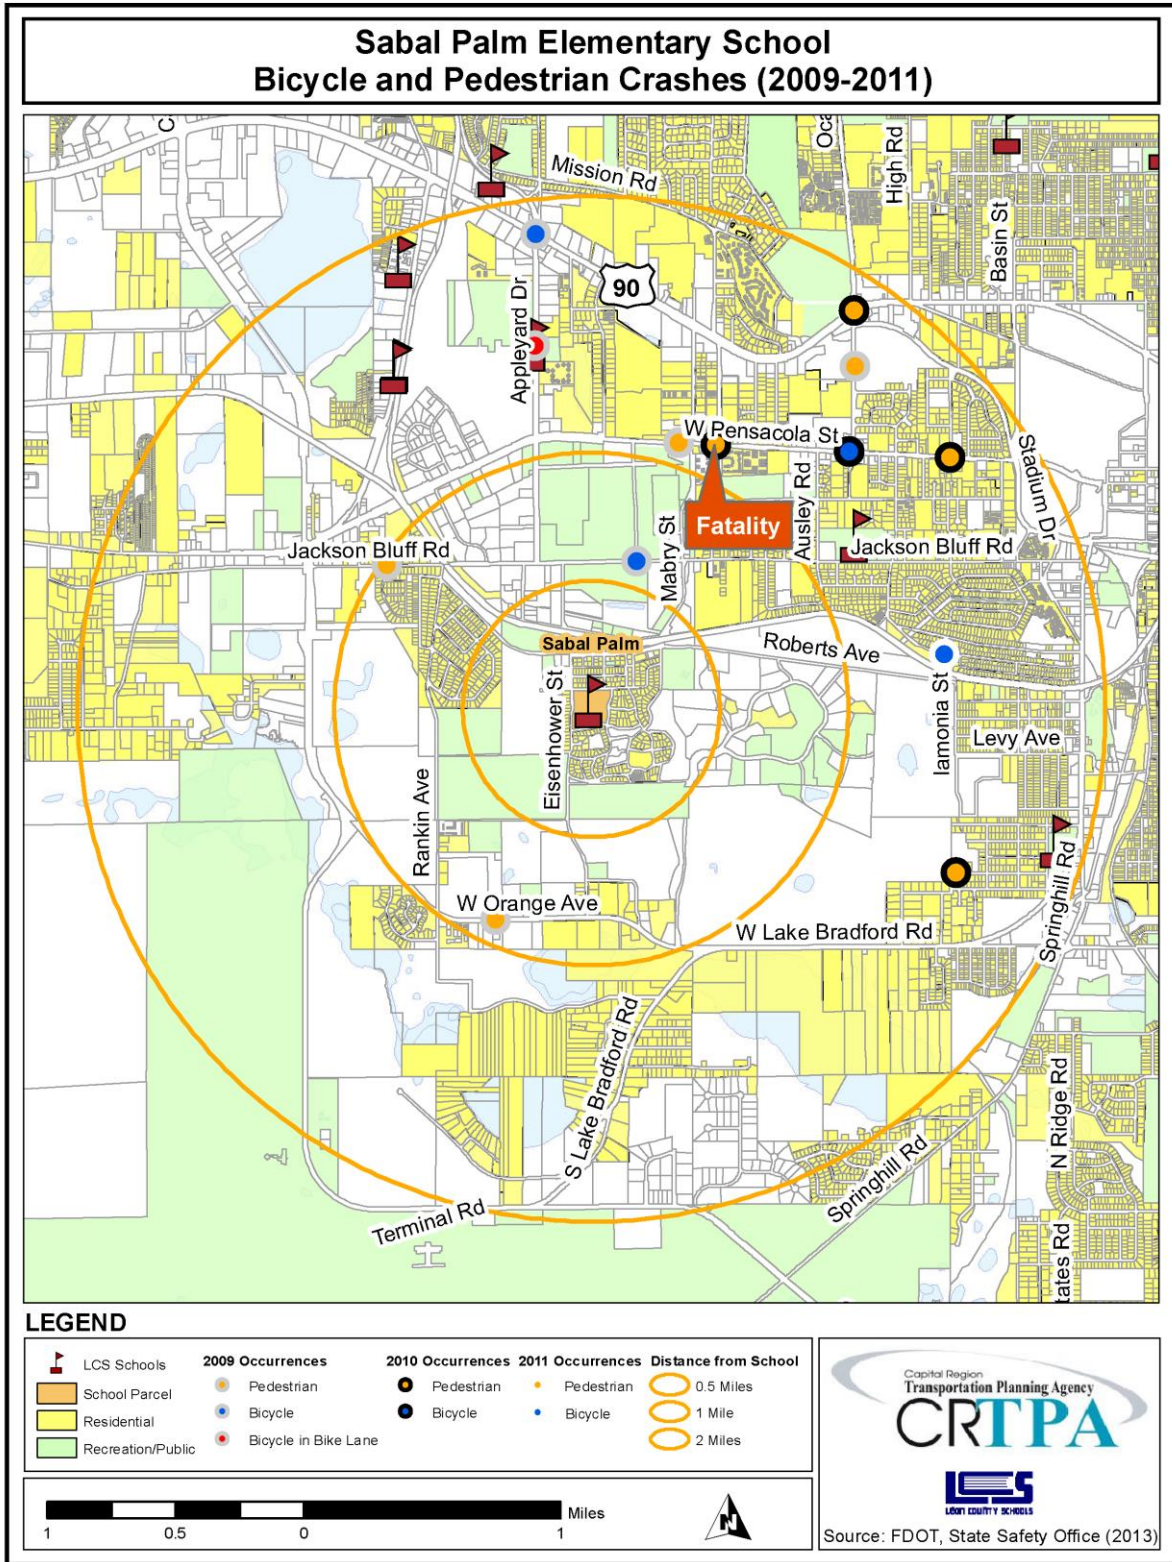 Sabal Palm Elementary School
Bicycle and Pedestrian Crashes (2009-2011)
Mission Rd
High Rd
Basin St
90
Appleyard Dr
W Pensacola St
Stadium Dr
Fatality
Mabry St
Ausley Rd
Jackson Bluff Rd
Jackson Bluff Rd
Sabal Palm
Roberts Ave
Eisenhower St
Iamonia St
Levy Ave
Rankin Ave
W Orange Ave
W Lake Bradford Rd
Springhill Rd
S Lake Bradford Rd
N Ridge Rd
Springhill Rd
Terminal Rd
tates Rd
LEGEND
LCS Schools
School Parcel
Residential
Recreation/Public
2009 Occurrences
Pedestrian
Bicycle
Bicycle in Bike Lane
2010 Occurrences
Pedestrian
Bicycle
2011 Occurrences
Pedestrian
Bicycle
Distance from School
0.5 Miles
1 Mile
2 Miles
Miles
1 0.5 0 1
N
Capital Region
Transportation Planning Agency
CRTPA
LCS
LEON COUNTY SCHOOLS
Source: FDOT, State Safety Office (2013)